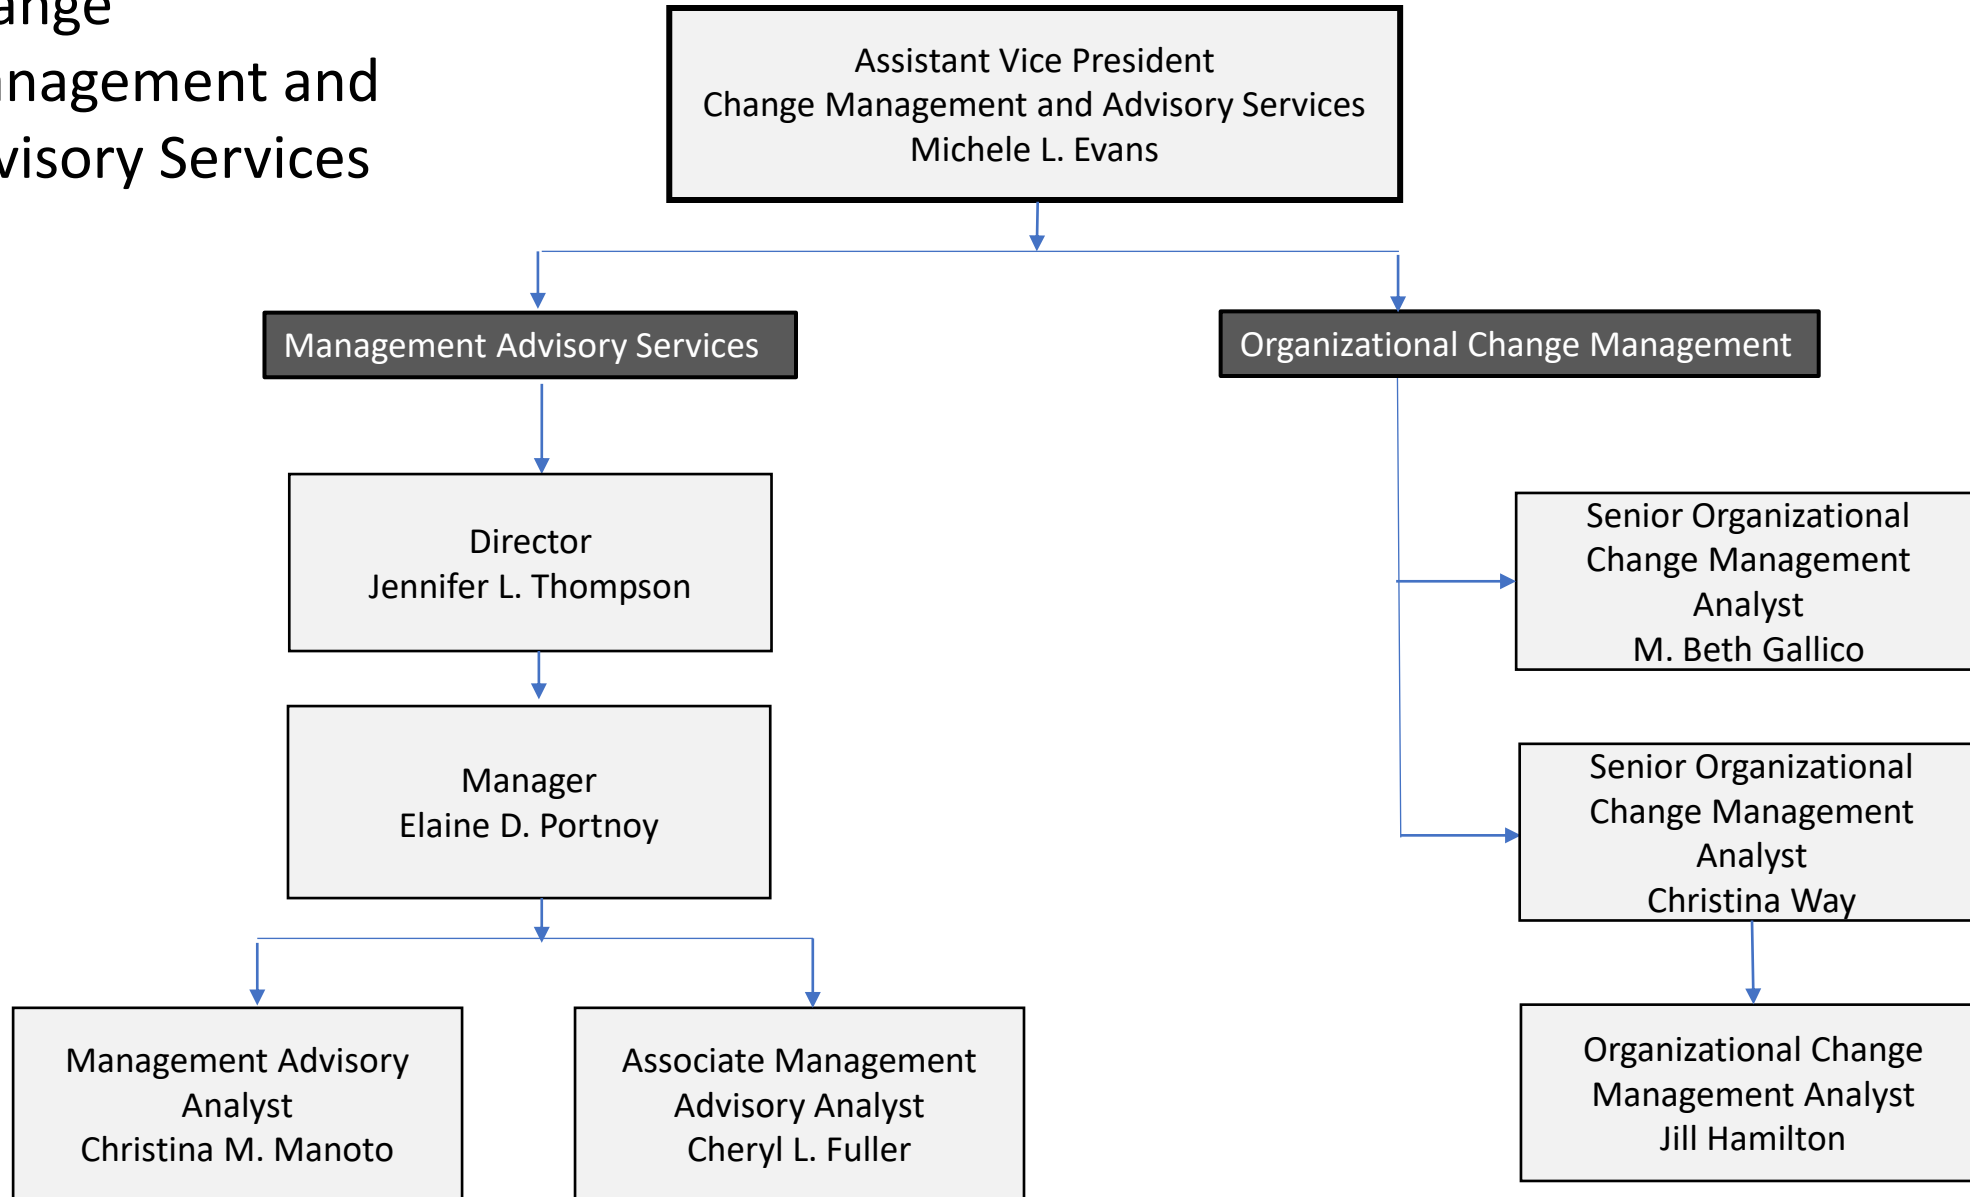 ange
nagement and
visory Services
Assistant Vice President
Change Management and Advisory Services
Michele L. Evans
Management Advisory Services
Organizational Change Management
Director
Jennifer L. Thompson
Senior Organizational
Change Management
Analyst
M. Beth Gallico
Manager
Elaine D. Portnoy
Senior Organizational
Change Management
Analyst
Christina Way
Management Advisory
Analyst
Christina M. Manoto
Associate Management
Advisory Analyst
Cheryl L. Fuller
Organizational Change
Management Analyst
Jill Hamilton